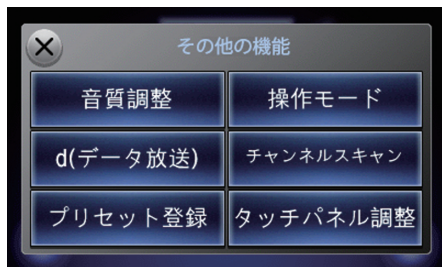 その他の機能
音質調整
操作モード
d(データ放送)
チャンネルスキャン
プリセット登録
タッチパネル調整